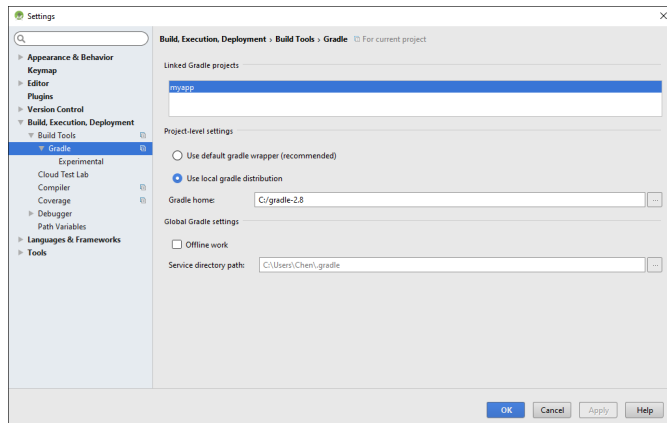 Settings
Build, Execution, Deployment › Build Tools › Gradle For current project
Appearance & Behavior
Keymap
Editor
Plugins
Version Control
Build, Execution, Deployment
Build Tools
Gradle
Experimental
Cloud Test Lab
Compiler
Coverage
Debugger
Path Variables
Languages & Frameworks
Tools
Linked Gradle projects
myapp
Project-level settings
Use default gradle wrapper (recommended)
Use local gradle distribution
Gradle home: C:/gradle-2.8 ...
Global Gradle settings
Offline work
Service directory path: C:\Users\Chen\.gradle ...
OK Cancel Apply Help